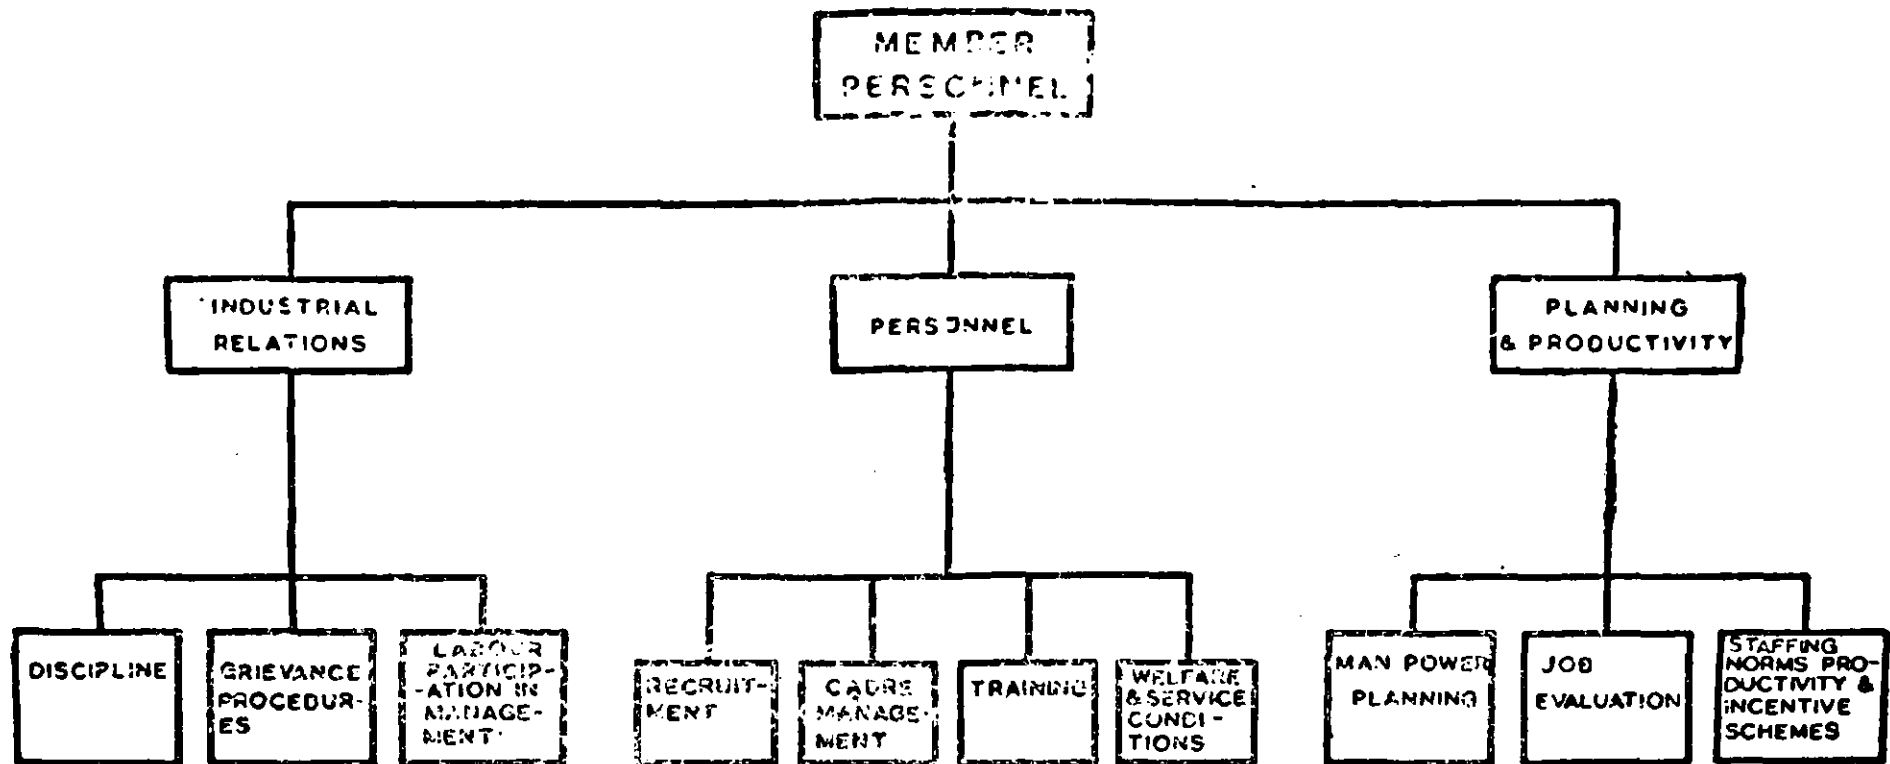 MEMBER
PERSONNEL
INDUSTRIAL
RELATIONS
PERSONNEL
PLANNING
& PRODUCTIVITY
DISCIPLINE
GRIEVANCE
PROCEDUR-
ES
LABOUR
PARTICIP-
-ATION IN
MANAGE-
MENT
RECRUIT-
MENT
CADRE
MANAGE-
MENT
TRAINING
WELFARE
& SERVICE
CONDI-
TIONS
MAN POWER
PLANNING
JOB
EVALUATION
STAFFING
NORMS PRO-
DUCTIVITY &
INCENTIVE
SCHEMES